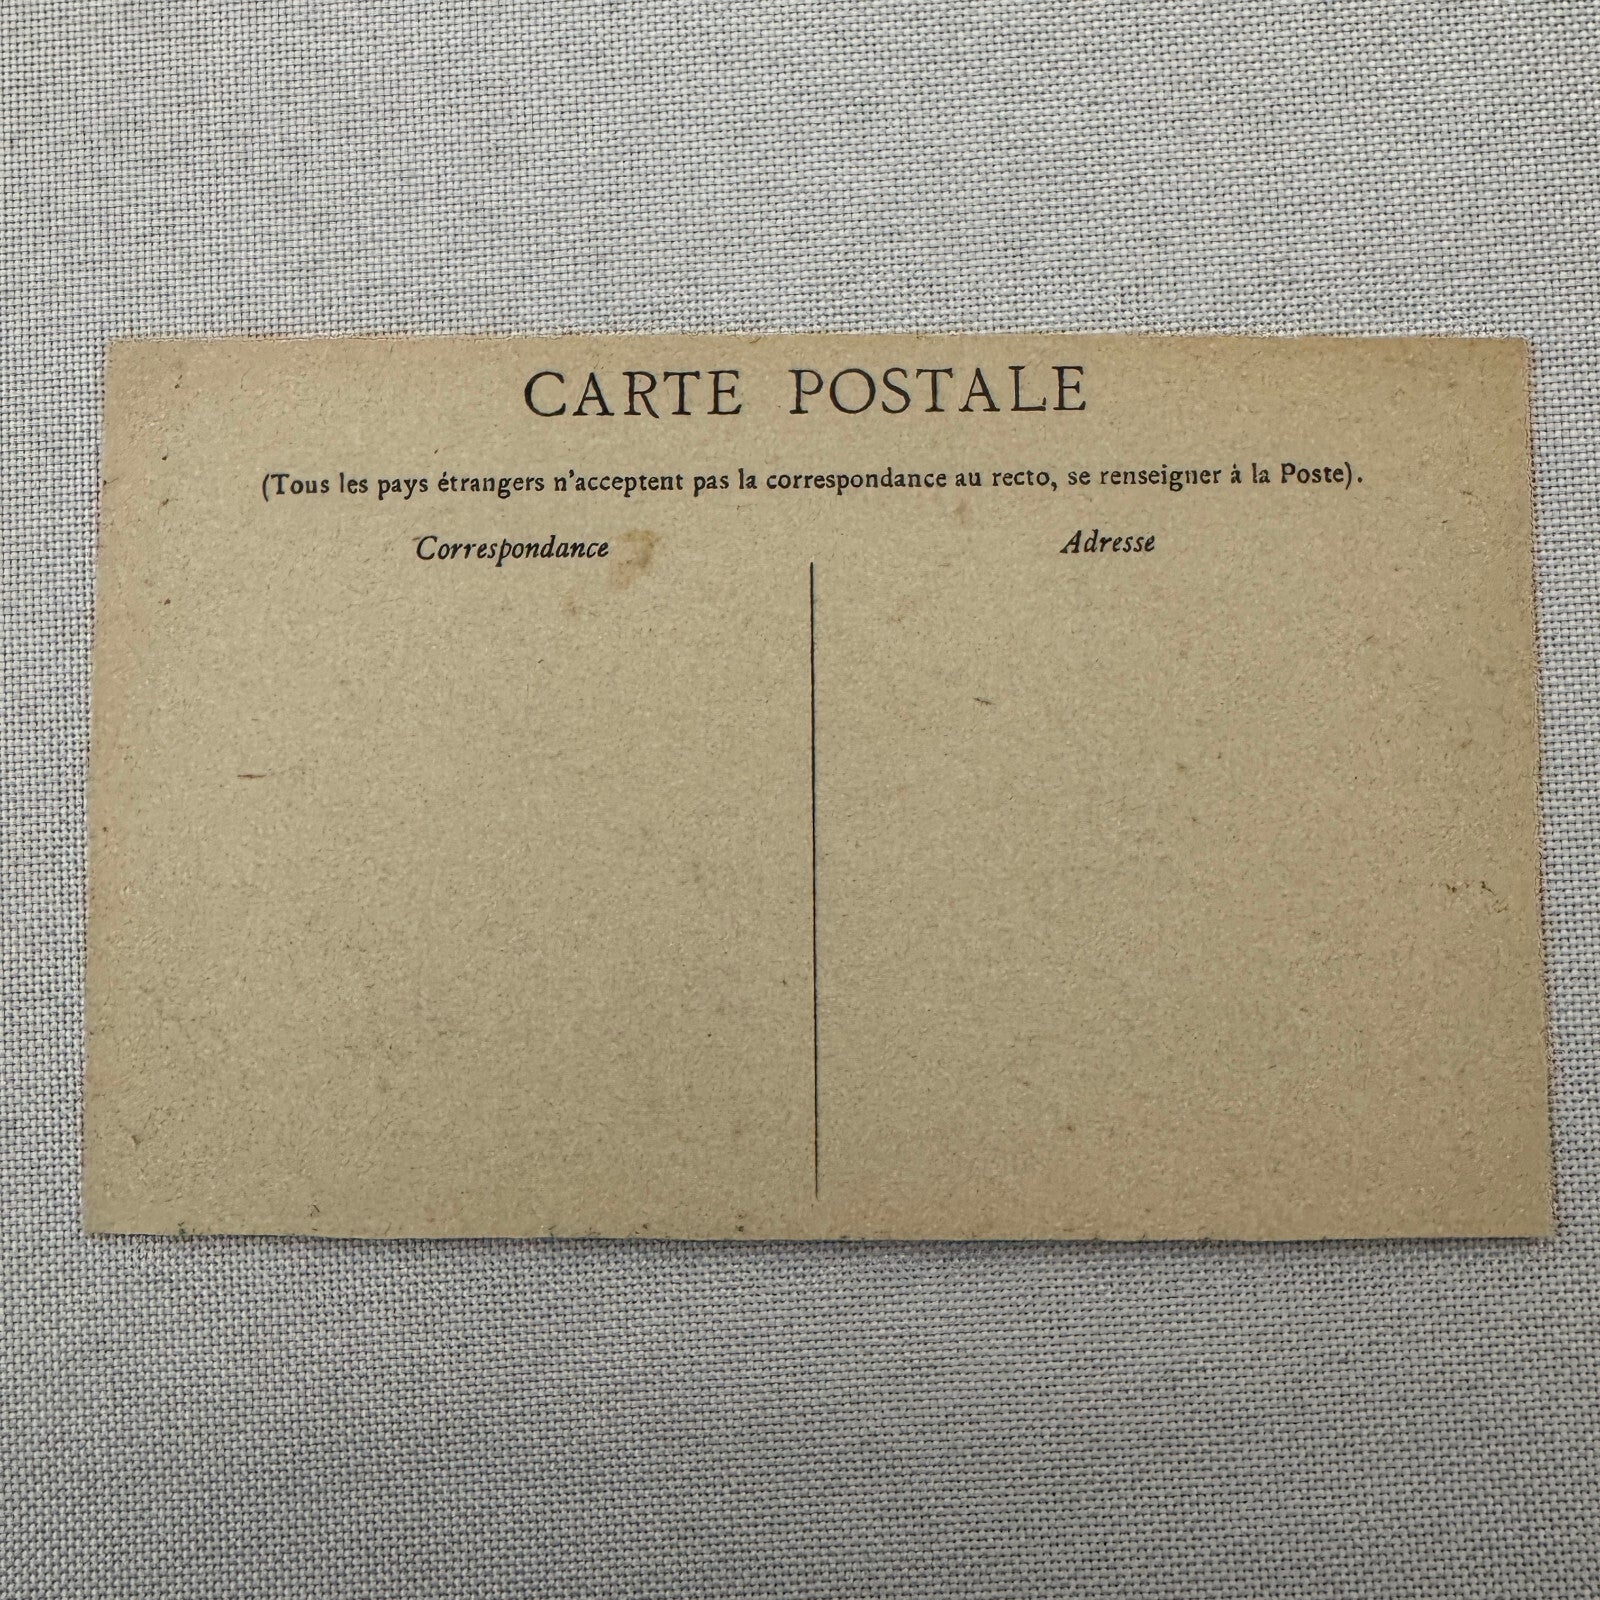 CARTE POSTALE
(Tous les pays étrangers n'acceptent pas la correspondance au recto, se renseigner à la Poste).
Correspondance
Adresse